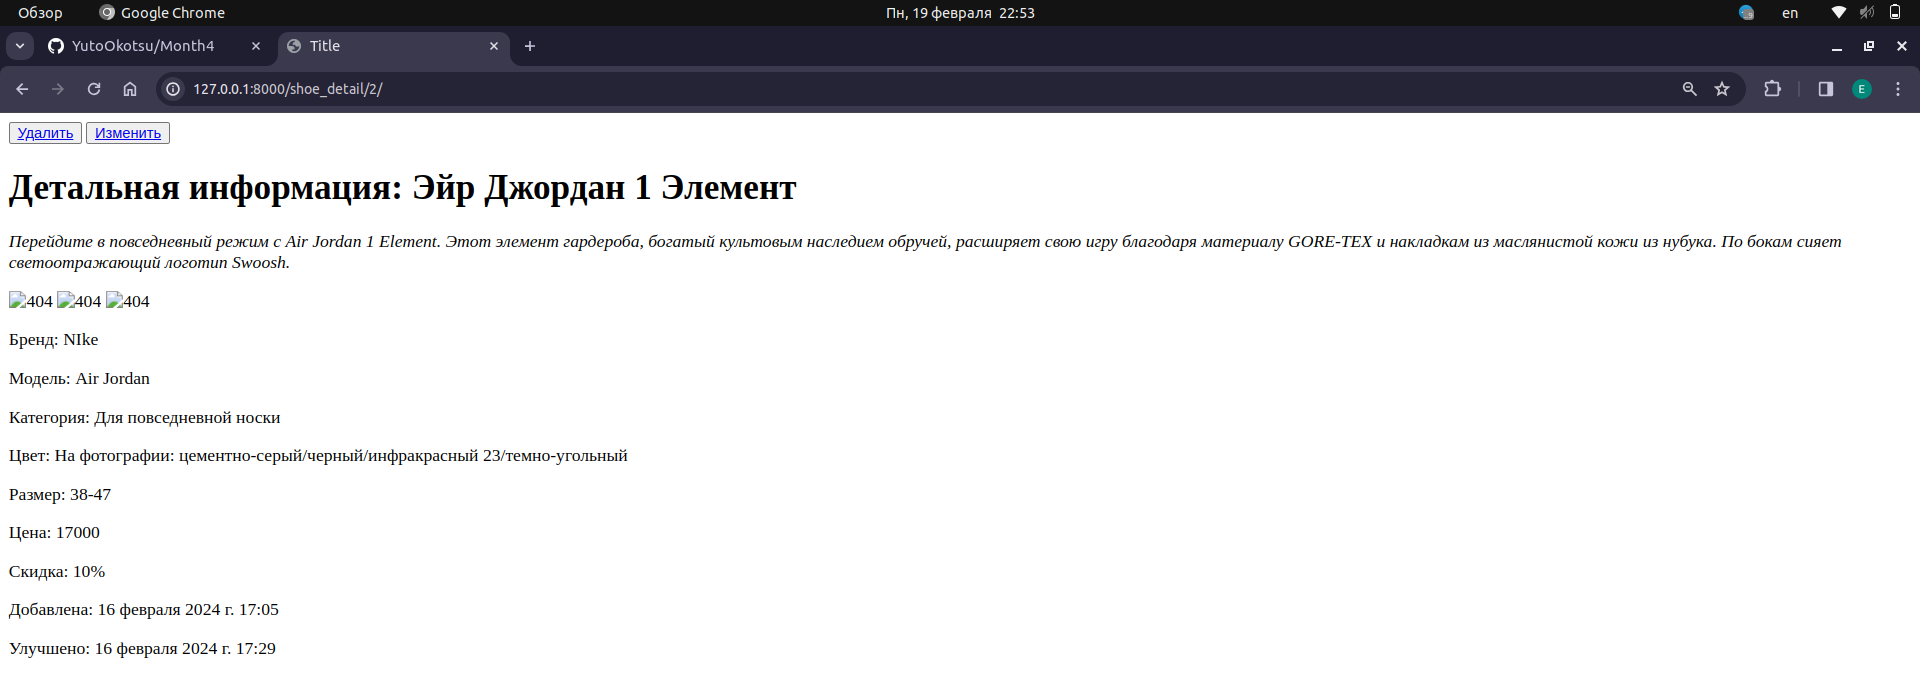 Обзор Google Chrome Пн, 19 февраля 22:53 en
YutoOkotsu/Month4 Title
127.0.0.1:8000/shoe_detail/2/ E
Удалить Изменить
Детальная информация: Эйр Джордан 1 Элемент
Перейдите в повседневный режим с Air Jordan 1 Element. Этот элемент гардероба, богатый культовым наследием обручей, расширяет свою игру благодаря материалу GORE-TEX и накладкам из маслянистой кожи из нубука. По бокам сияет
светоотражающий логотип Swoosh.
404 404 404
Бренд: NIke
Модель: Air Jordan
Категория: Для повседневной носки
Цвет: На фотографии: цементно-серый/черный/инфракрасный 23/темно-угольный
Размер: 38-47
Цена: 17000
Скидка: 10%
Добавлена: 16 февраля 2024 г. 17:05
Улучшено: 16 февраля 2024 г. 17:29